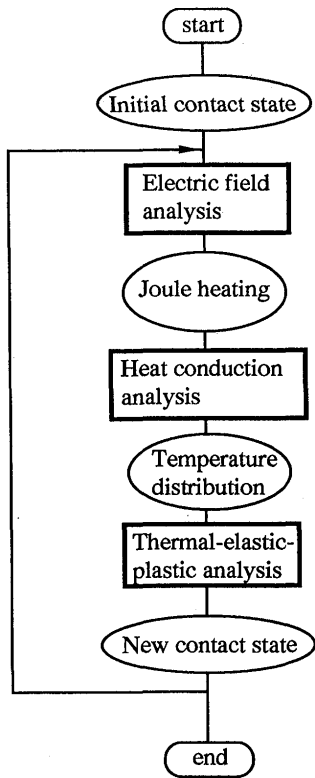 start
Initial contact state
Electric field
analysis
Joule heating
Heat conduction
analysis
Temperature
distribution
Thermal-elastic-
plastic analysis
New contact state
end